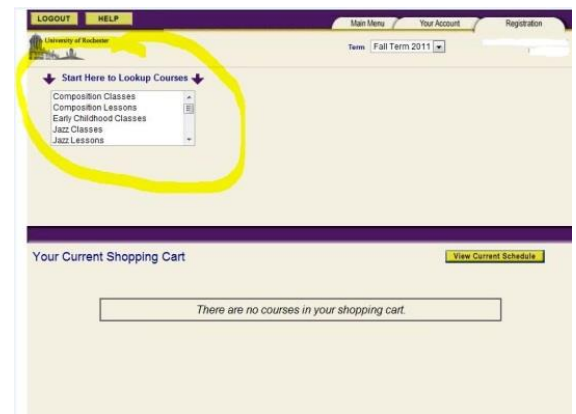 LOGOUT HELP
Main Menu Your Account Registration
University of Rochester
Term Fall Term 2011
Start Here to Lookup Courses
Composition Classes
Composition Lessons
Early Childhood Classes
Jazz Classes
Jazz Lessons
Your Current Shopping Cart
View Current Schedule
There are no courses in your shopping cart.